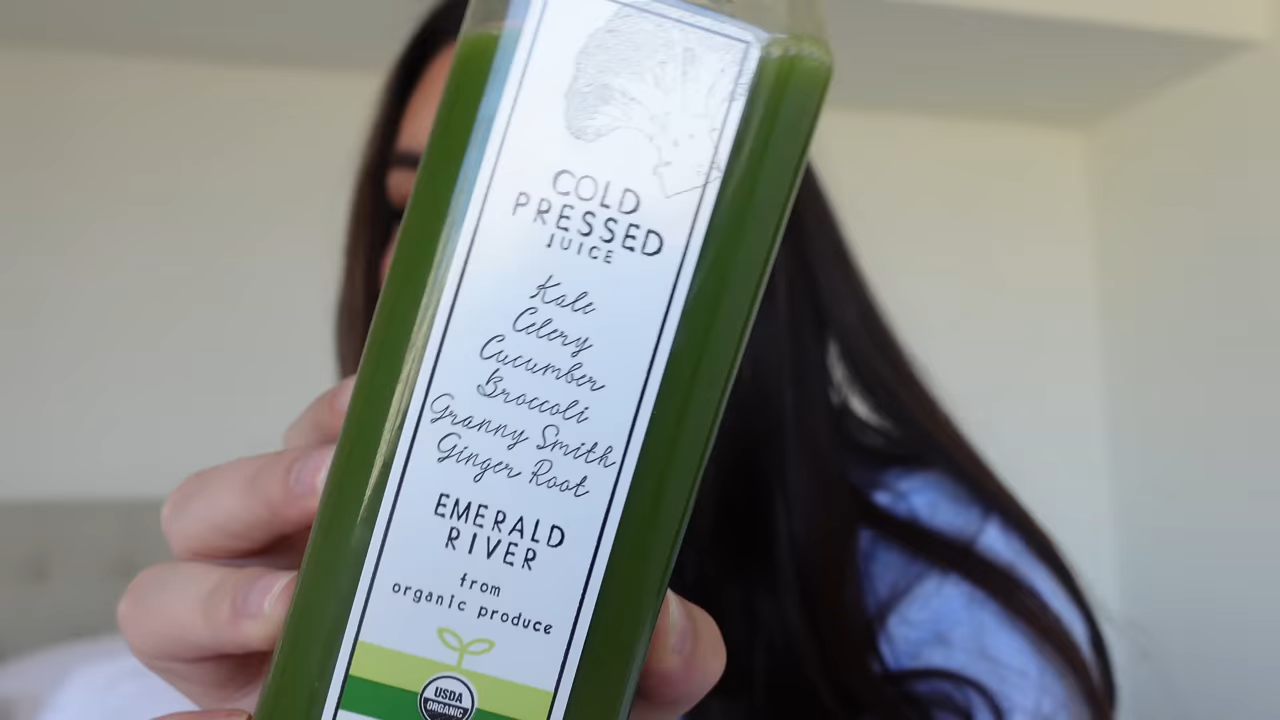 COLD
PRESSED
JUICE
Kale
Celery
Cucumber
Broccoli
Granny Smith
Ginger Root
EMERALD
RIVER
from
organic produce
USDA
ORGANIC